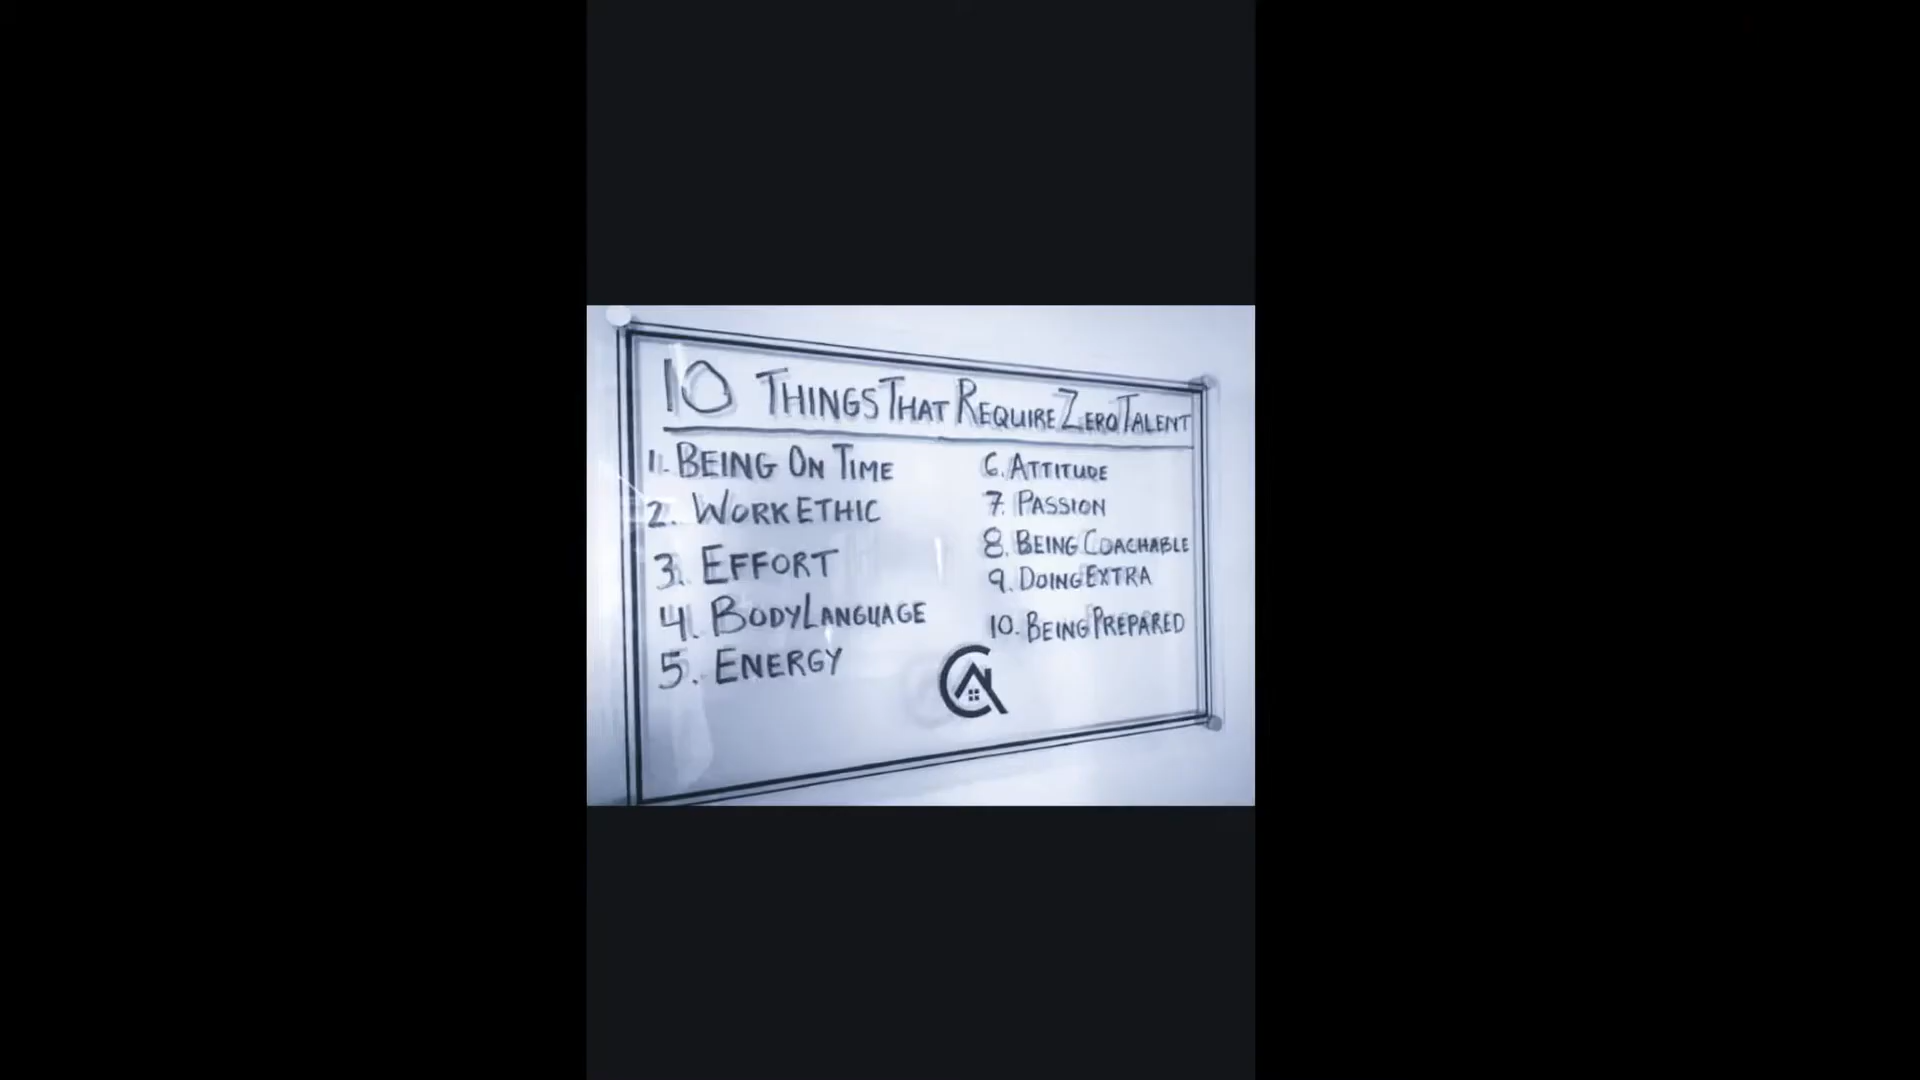 10 THINGS THAT REQUIRE ZERO TALENT
1. BEING ON TIME
2. WORK ETHIC
3. EFFORT
4. BODY LANGUAGE
5. ENERGY
6. ATTITUDE
7. PASSION
8. BEING COACHABLE
9. DOING EXTRA
10. BEING PREPARED